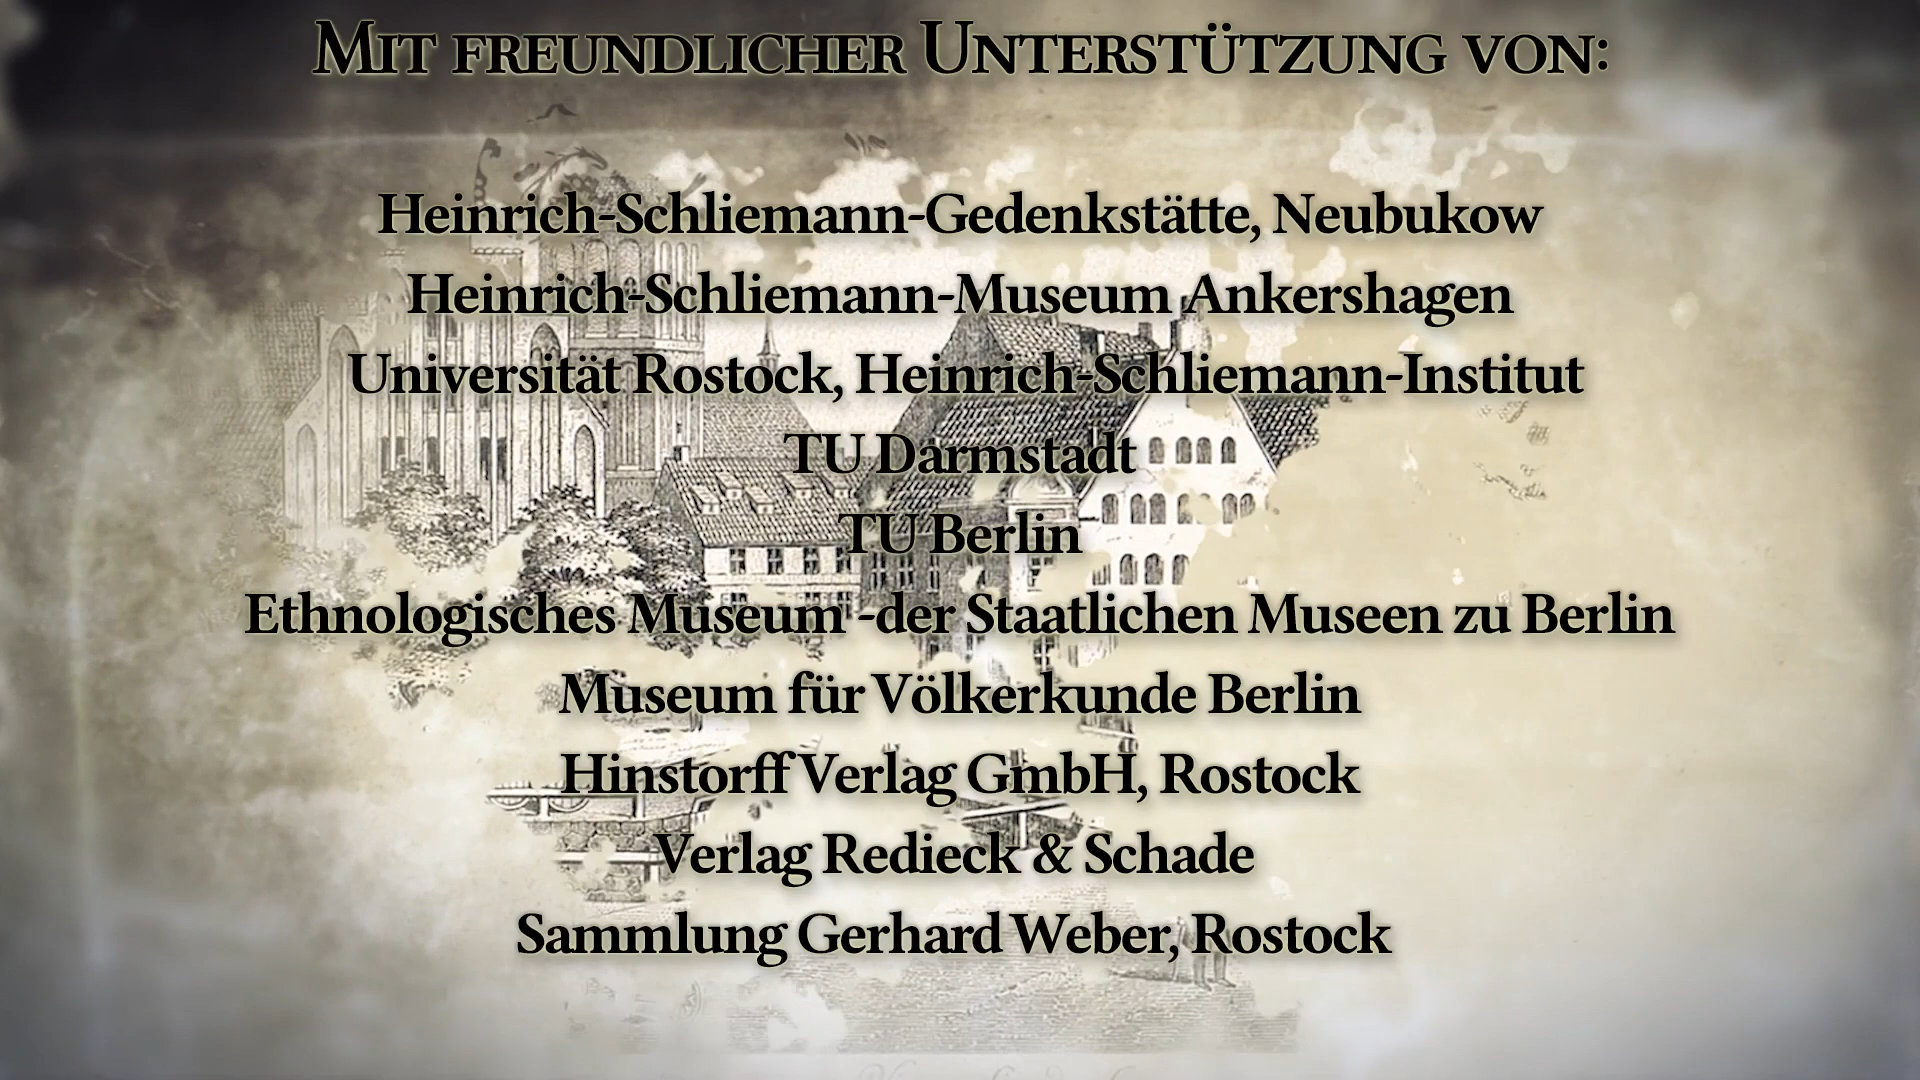 Mit freundlicher Unterstützung von:
Heinrich-Schliemann-Gedenkstätte, Neubukow
Heinrich-Schliemann-Museum Ankershagen
Universität Rostock, Heinrich-Schliemann-Institut
TU Darmstadt
TU Berlin
Ethnologisches Museum -der Staatlichen Museen zu Berlin
Museum für Völkerkunde Berlin
Hinstorff Verlag GmbH, Rostock
Verlag Redieck & Schade
Sammlung Gerhard Weber, Rostock